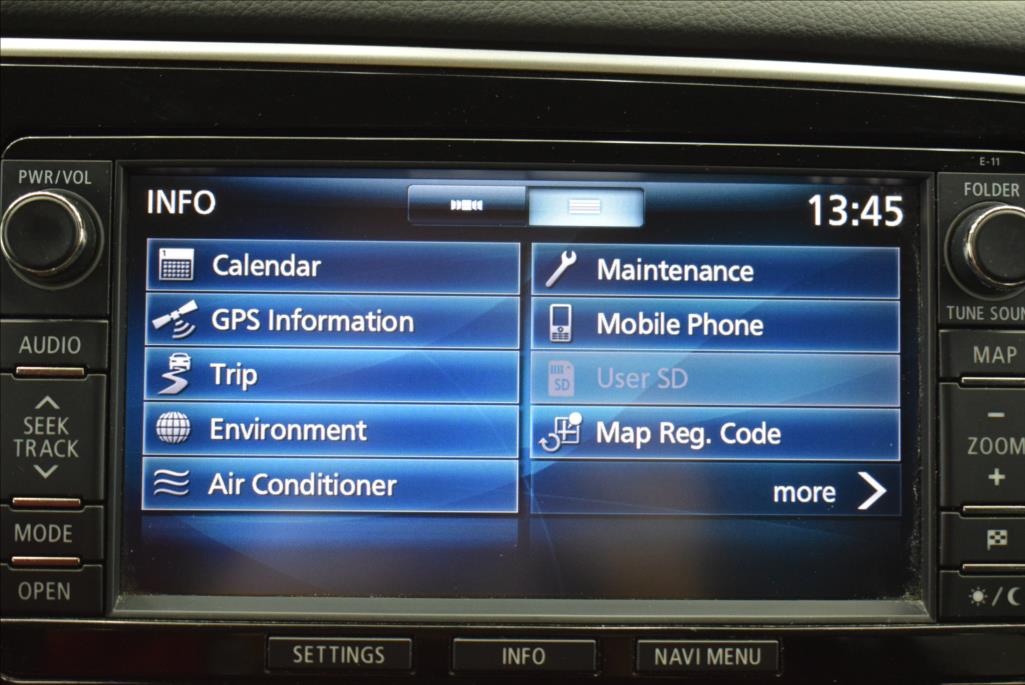 E-11
PWR/VOL
FOLDER
INFO
13:45
1
Calendar
Maintenance
TUNE SOUN
GPS Information
Mobile Phone
AUDIO
MAP
Trip
SD
User SD
SEEK
TRACK
Environment
Map Reg. Code
ZOOM
Air Conditioner
more
MODE
OPEN
SETTINGS
INFO
NAVI MENU